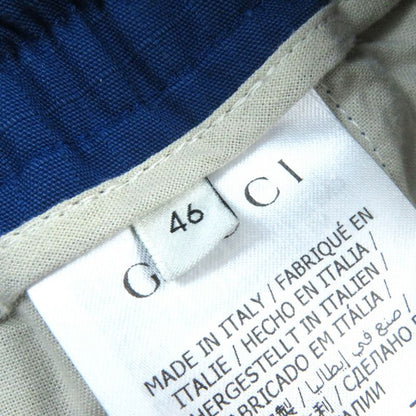 46
G CI
MADE IN ITALY / FABRIQUÉ EN
ITALIE / HECHO EN ITALIA /
HERGESTELLT IN ITALIEN /
FABRICADO EM ITÁLIA /
صنع في إيطاليا / СДЕЛАНО